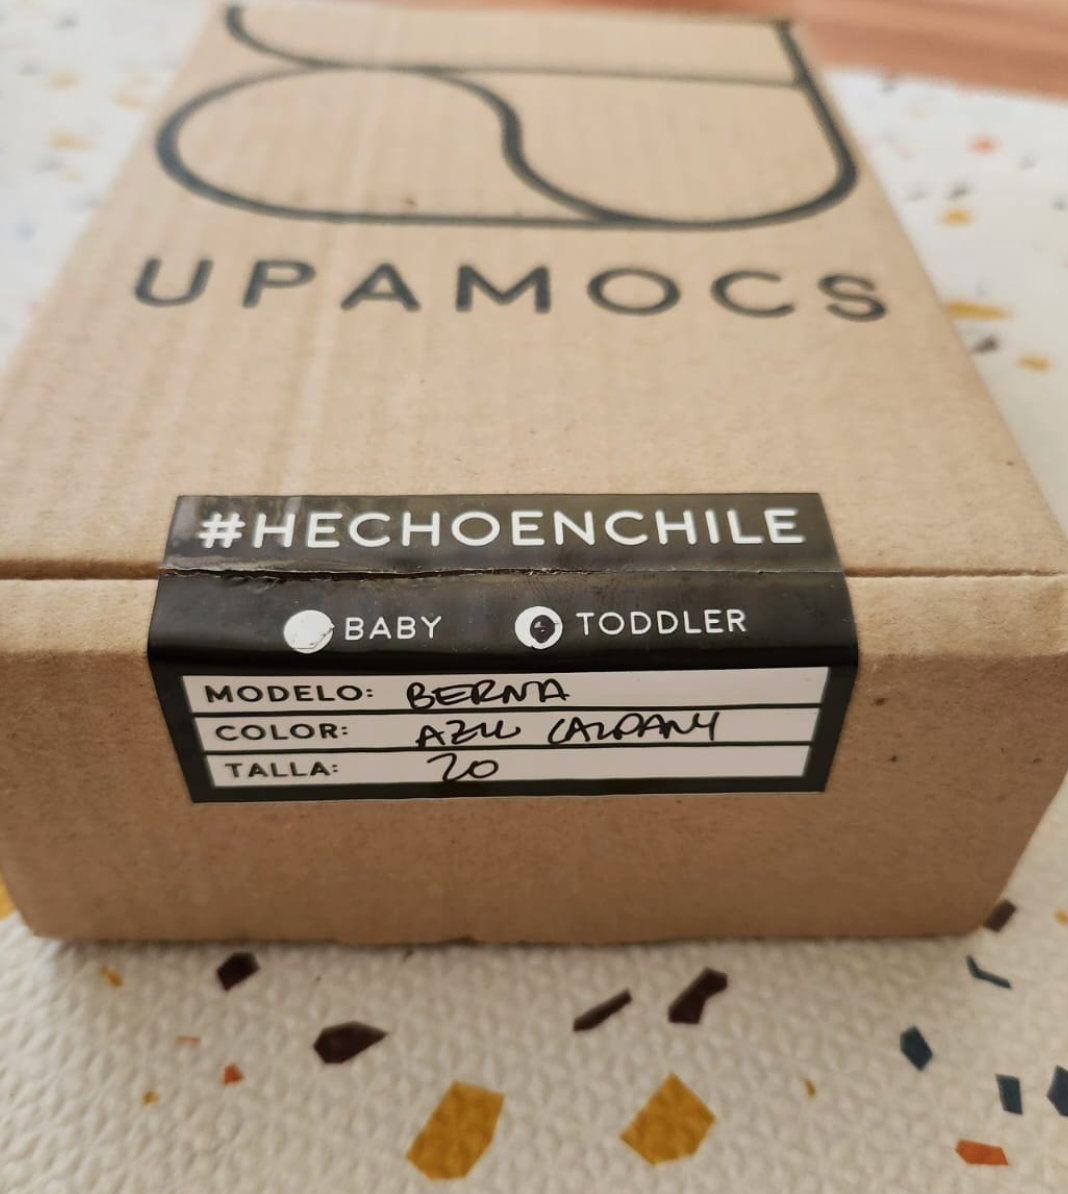 UPAMOCS
#HECHOENCHILE
BABY TODDLER
MODELO: BERNA
COLOR: AZUL
TALLA: 20